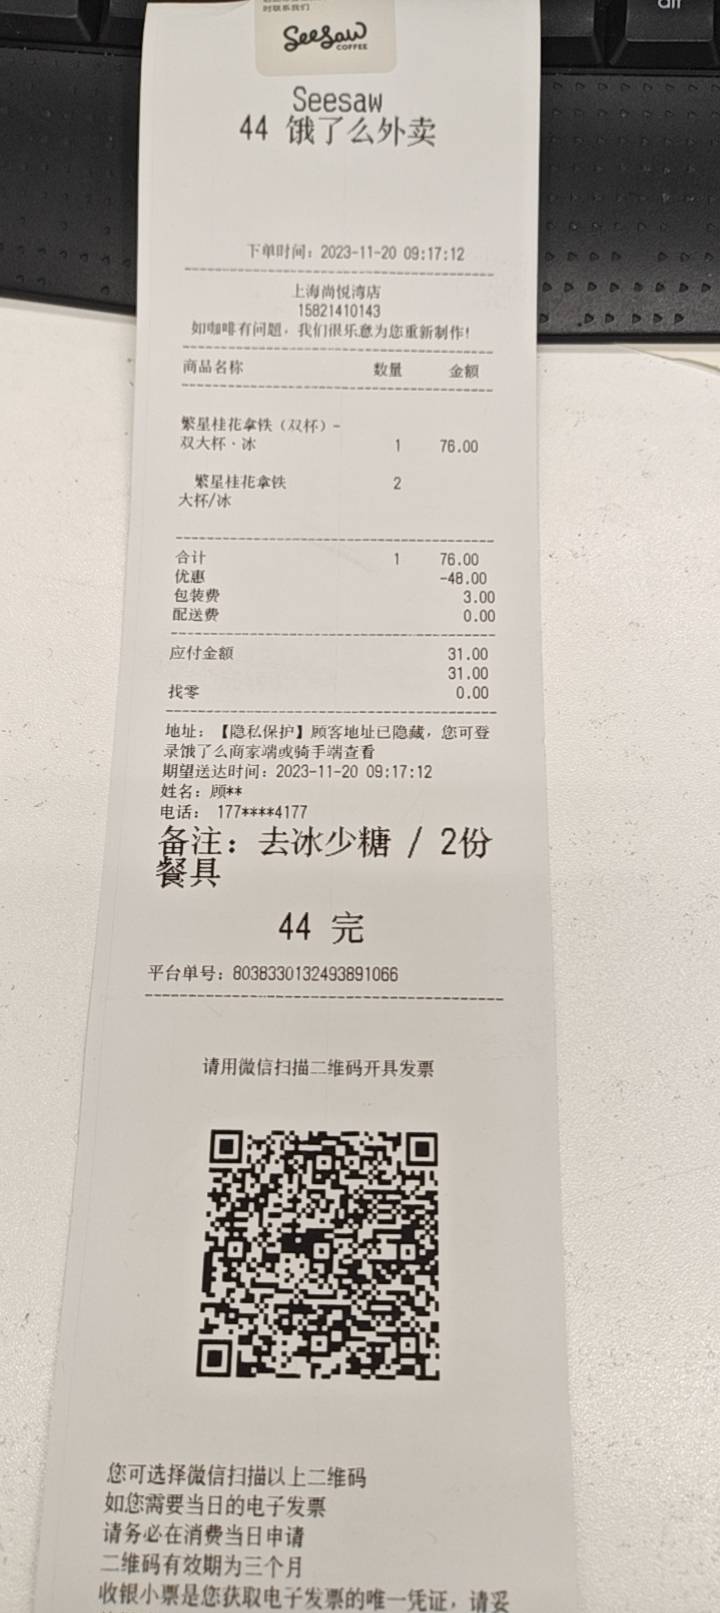 时联系我们
SeeSaw
COFFEE
Seesaw
44 饿了么外卖
下单时间：2023-11-20 09:17:12
上海尚悦湾店
15821410143
如咖啡有问题，我们很乐意为您重新制作！
商品名称 数量 金额
繁星桂花拿铁（双杯）-
双大杯·冰 1 76.00
繁星桂花拿铁 2
大杯/冰
合计 1 76.00
优惠 -48.00
包装费 3.00
配送费 0.00
应付金额 31.00
31.00
找零 0.00
地址：【隐私保护】顾客地址已隐藏，您可登
录饿了么商家端或骑手端查看
期望送达时间：2023-11-20 09:17:12
姓名：顾**
电话： 177****4177
备注：去冰少糖 / 2份
餐具
44 完
平台单号：8038330132493891066
请用微信扫描二维码开具发票
您可选择微信扫描以上二维码
如您需要当日的电子发票
请务必在消费当日申请
二维码有效期为三个月
收银小票是您获取电子发票的唯一凭证，请妥